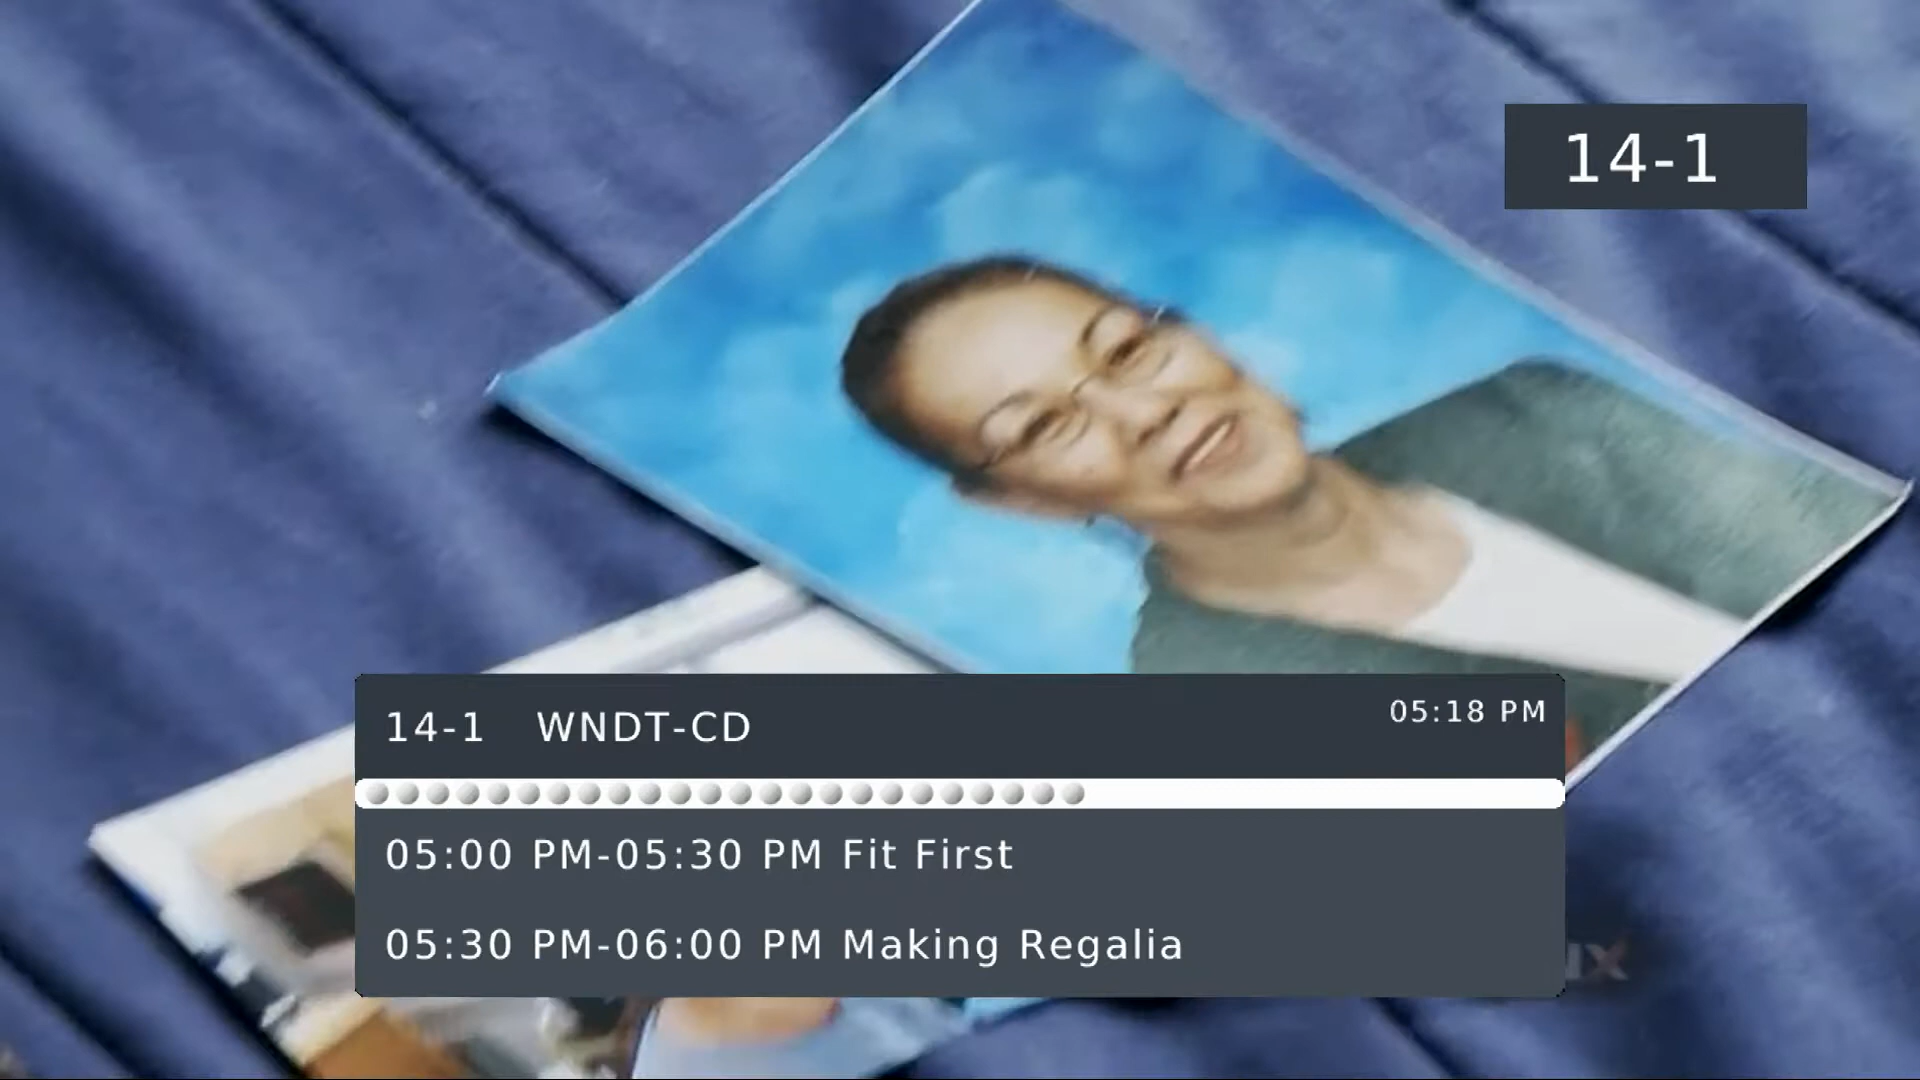 14-1
14-1 WNDT-CD 05:18 PM
05:00 PM-05:30 PM Fit First
05:30 PM-06:00 PM Making Regalia